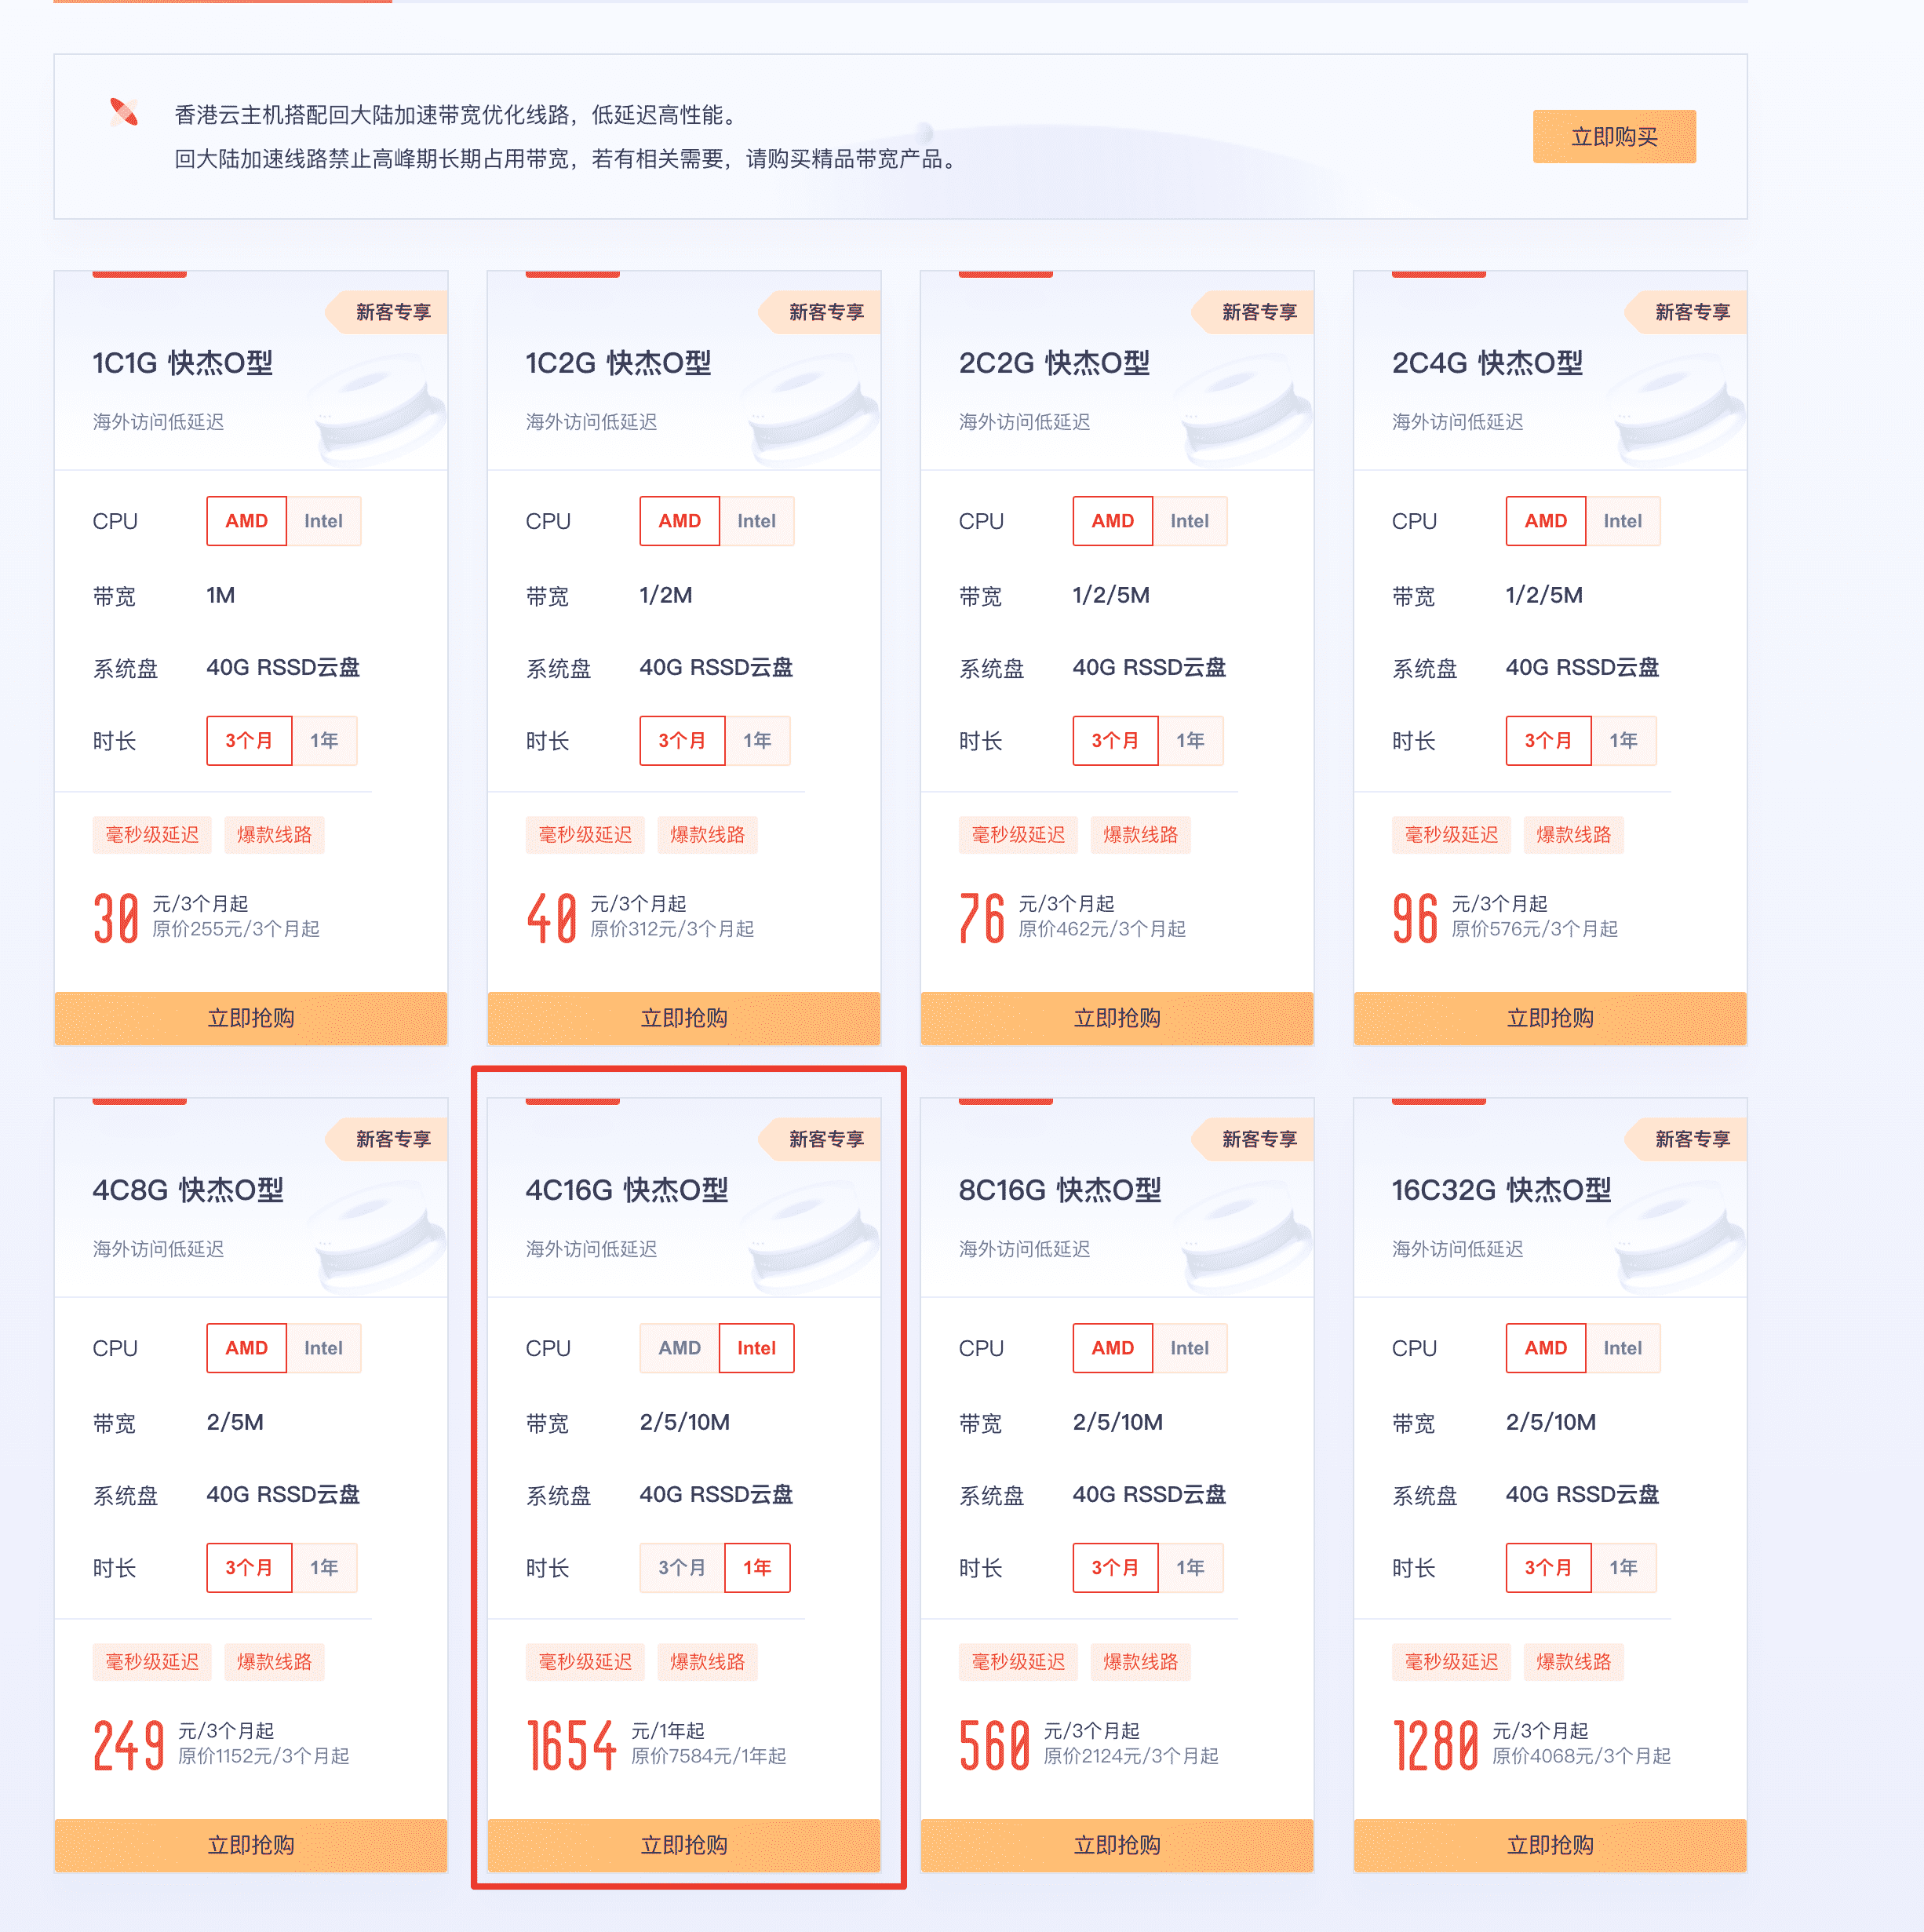 香港云主机搭配回大陆加速带宽优化线路，低延迟高性能。
回大陆加速线路禁止高峰期长期占用带宽，若有相关需要，请购买精品带宽产品。
立即购买
新客专享
1C1G 快杰O型
海外访问低延迟
CPU AMD Intel
带宽 1M
系统盘 40G RSSD云盘
时长 3个月 1年
毫秒级延迟 爆款线路
30 元/3个月起
原价255元/3个月起
立即抢购
新客专享
1C2G 快杰O型
海外访问低延迟
CPU AMD Intel
带宽 1/2M
系统盘 40G RSSD云盘
时长 3个月 1年
毫秒级延迟 爆款线路
40 元/3个月起
原价312元/3个月起
立即抢购
新客专享
2C2G 快杰O型
海外访问低延迟
CPU AMD Intel
带宽 1/2/5M
系统盘 40G RSSD云盘
时长 3个月 1年
毫秒级延迟 爆款线路
76 元/3个月起
原价462元/3个月起
立即抢购
新客专享
2C4G 快杰O型
海外访问低延迟
CPU AMD Intel
带宽 1/2/5M
系统盘 40G RSSD云盘
时长 3个月 1年
毫秒级延迟 爆款线路
96 元/3个月起
原价576元/3个月起
立即抢购
新客专享
4C8G 快杰O型
海外访问低延迟
CPU AMD Intel
带宽 2/5M
系统盘 40G RSSD云盘
时长 3个月 1年
毫秒级延迟 爆款线路
249 元/3个月起
原价1152元/3个月起
立即抢购
新客专享
4C16G 快杰O型
海外访问低延迟
CPU AMD Intel
带宽 2/5/10M
系统盘 40G RSSD云盘
时长 3个月 1年
毫秒级延迟 爆款线路
1654 元/1年起
原价7584元/1年起
立即抢购
新客专享
8C16G 快杰O型
海外访问低延迟
CPU AMD Intel
带宽 2/5/10M
系统盘 40G RSSD云盘
时长 3个月 1年
毫秒级延迟 爆款线路
560 元/3个月起
原价2124元/3个月起
立即抢购
新客专享
16C32G 快杰O型
海外访问低延迟
CPU AMD Intel
带宽 2/5/10M
系统盘 40G RSSD云盘
时长 3个月 1年
毫秒级延迟 爆款线路
1280 元/3个月起
原价4068元/3个月起
立即抢购